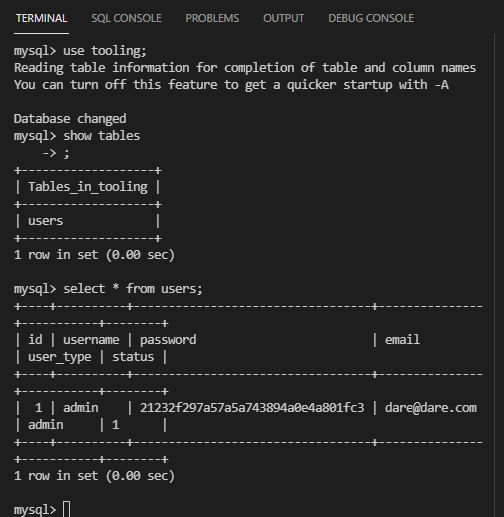 TERMINAL SQL CONSOLE PROBLEMS OUTPUT DEBUG CONSOLE
mysql> use tooling;
Reading table information for completion of table and column names
You can turn off this feature to get a quicker startup with -A
Database changed
mysql> show tables
    -> ;
+-------------------+
| Tables_in_tooling |
+-------------------+
| users             |
+-------------------+
1 row in set (0.00 sec)
mysql> select * from users;
+----+----------+----------------------------------+---------------
+-----------+--------+
| id | username | password                         | email
| user_type | status |
+----+----------+----------------------------------+---------------
+-----------+--------+
|  1 | admin    | 21232f297a57a5a743894a0e4a801fc3 | dare@dare.com
| admin     | 1      |
+----+----------+----------------------------------+---------------
+-----------+--------+
1 row in set (0.00 sec)
mysql>